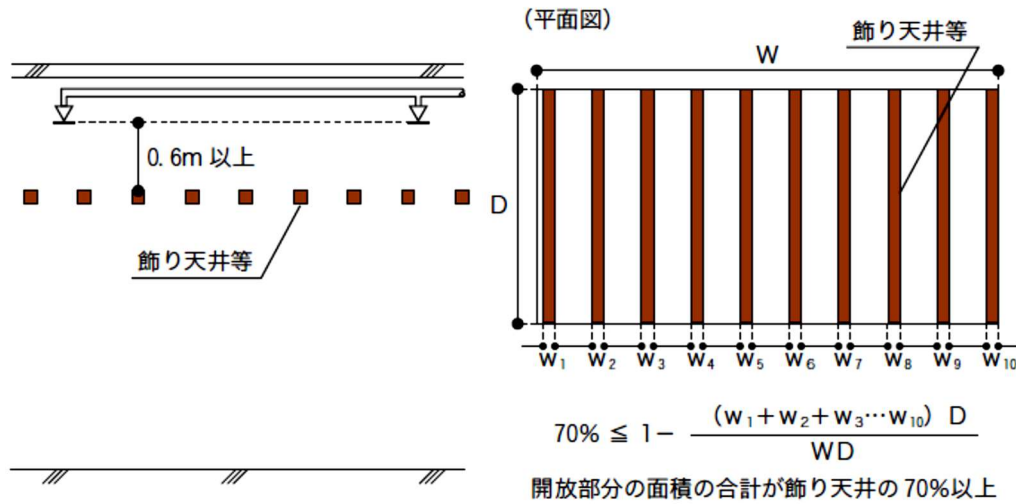 (平面図)
飾り天井等
W
0.6m 以上
D
飾り天井等
W1 W2 W3 W4 W5 W6 W7 W8 W9 W10
70% ≦ 1− (w1+w2+w3…w10) D
WD
開放部分の面積の合計が飾り天井の70%以上